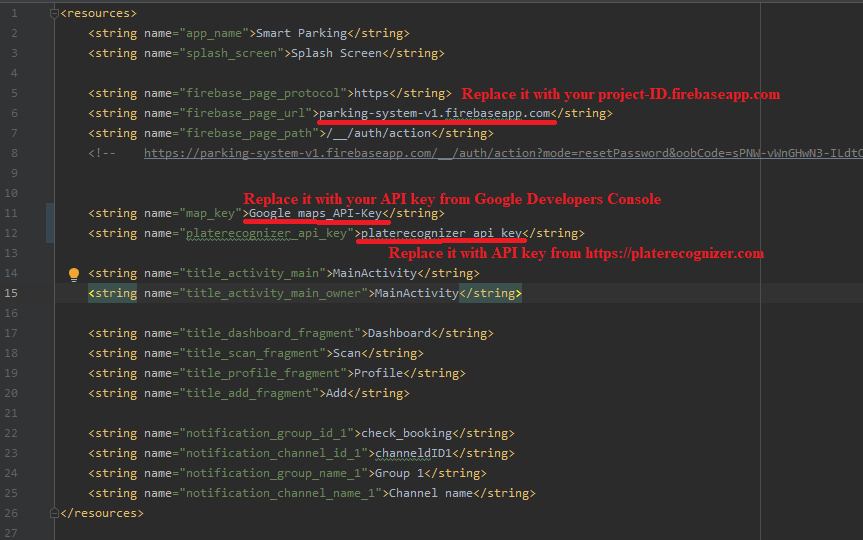 1 <resources>
2 <string name="app_name">Smart Parking</string>
3 <string name="splash_screen">Splash Screen</string>
4
5 <string name="firebase_page_protocol">https</string> Replace it with your project-ID.firebaseapp.com
6 <string name="firebase_page_url">parking-system-v1.firebaseapp.com</string>
7 <string name="firebase_page_path">/__/auth/action</string>
8 <!-- https://parking-system-v1.firebaseapp.com/__/auth/action?mode=resetPassword&oobCode=sPNW-vWnGHwN3-ILdtC
9
10 Replace it with your API key from Google Developers Console
11 <string name="map_key">Google maps_API-Key</string>
12 <string name="platerecognizer_api_key">platerecognizer_api_key</string>
13 Replace it with API key from https://platerecognizer.com
14 <string name="title_activity_main">MainActivity</string>
15 <string name="title_activity_main_owner">MainActivity</string>
16
17 <string name="title_dashboard_fragment">Dashboard</string>
18 <string name="title_scan_fragment">Scan</string>
19 <string name="title_profile_fragment">Profile</string>
20 <string name="title_add_fragment">Add</string>
21
22 <string name="notification_group_id_1">check_booking</string>
23 <string name="notification_channel_id_1">channeldID1</string>
24 <string name="notification_group_name_1">Group 1</string>
25 <string name="notification_channel_name_1">Channel name</string>
26 </resources>
27